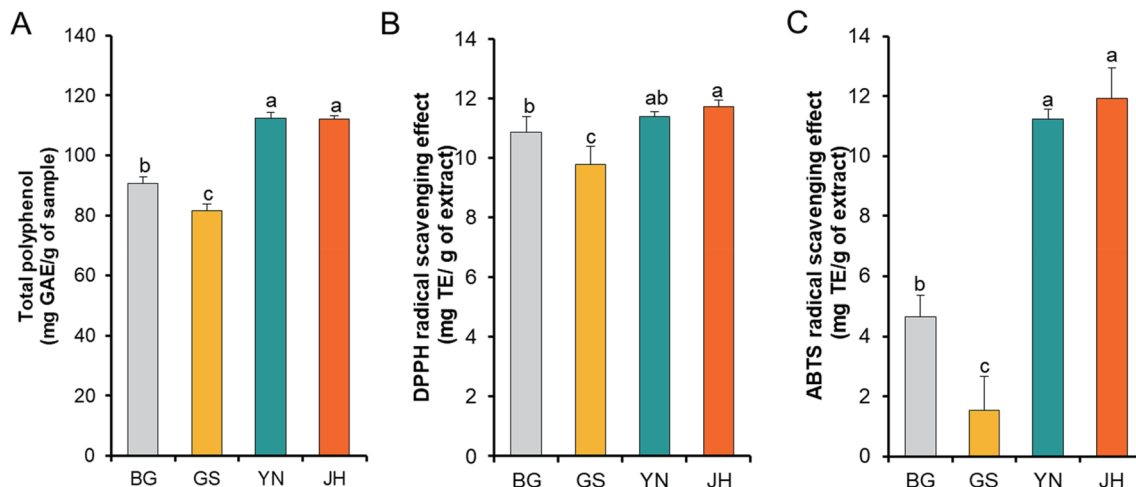 A
Total polyphenol
(mg GAE/g of sample)
140
120
100
80
60
40
20
0
b
c
a
a
BG
GS
YN
JH
B
DPPH radical scavenging effect
(mg TE/ g of extract)
14
12
10
8
6
4
2
0
b
c
ab
a
BG
GS
YN
JH
C
ABTS radical scavenging effect
(mg TE/g of extract)
14
12
10
8
6
4
2
0
b
c
a
a
BG
GS
YN
JH